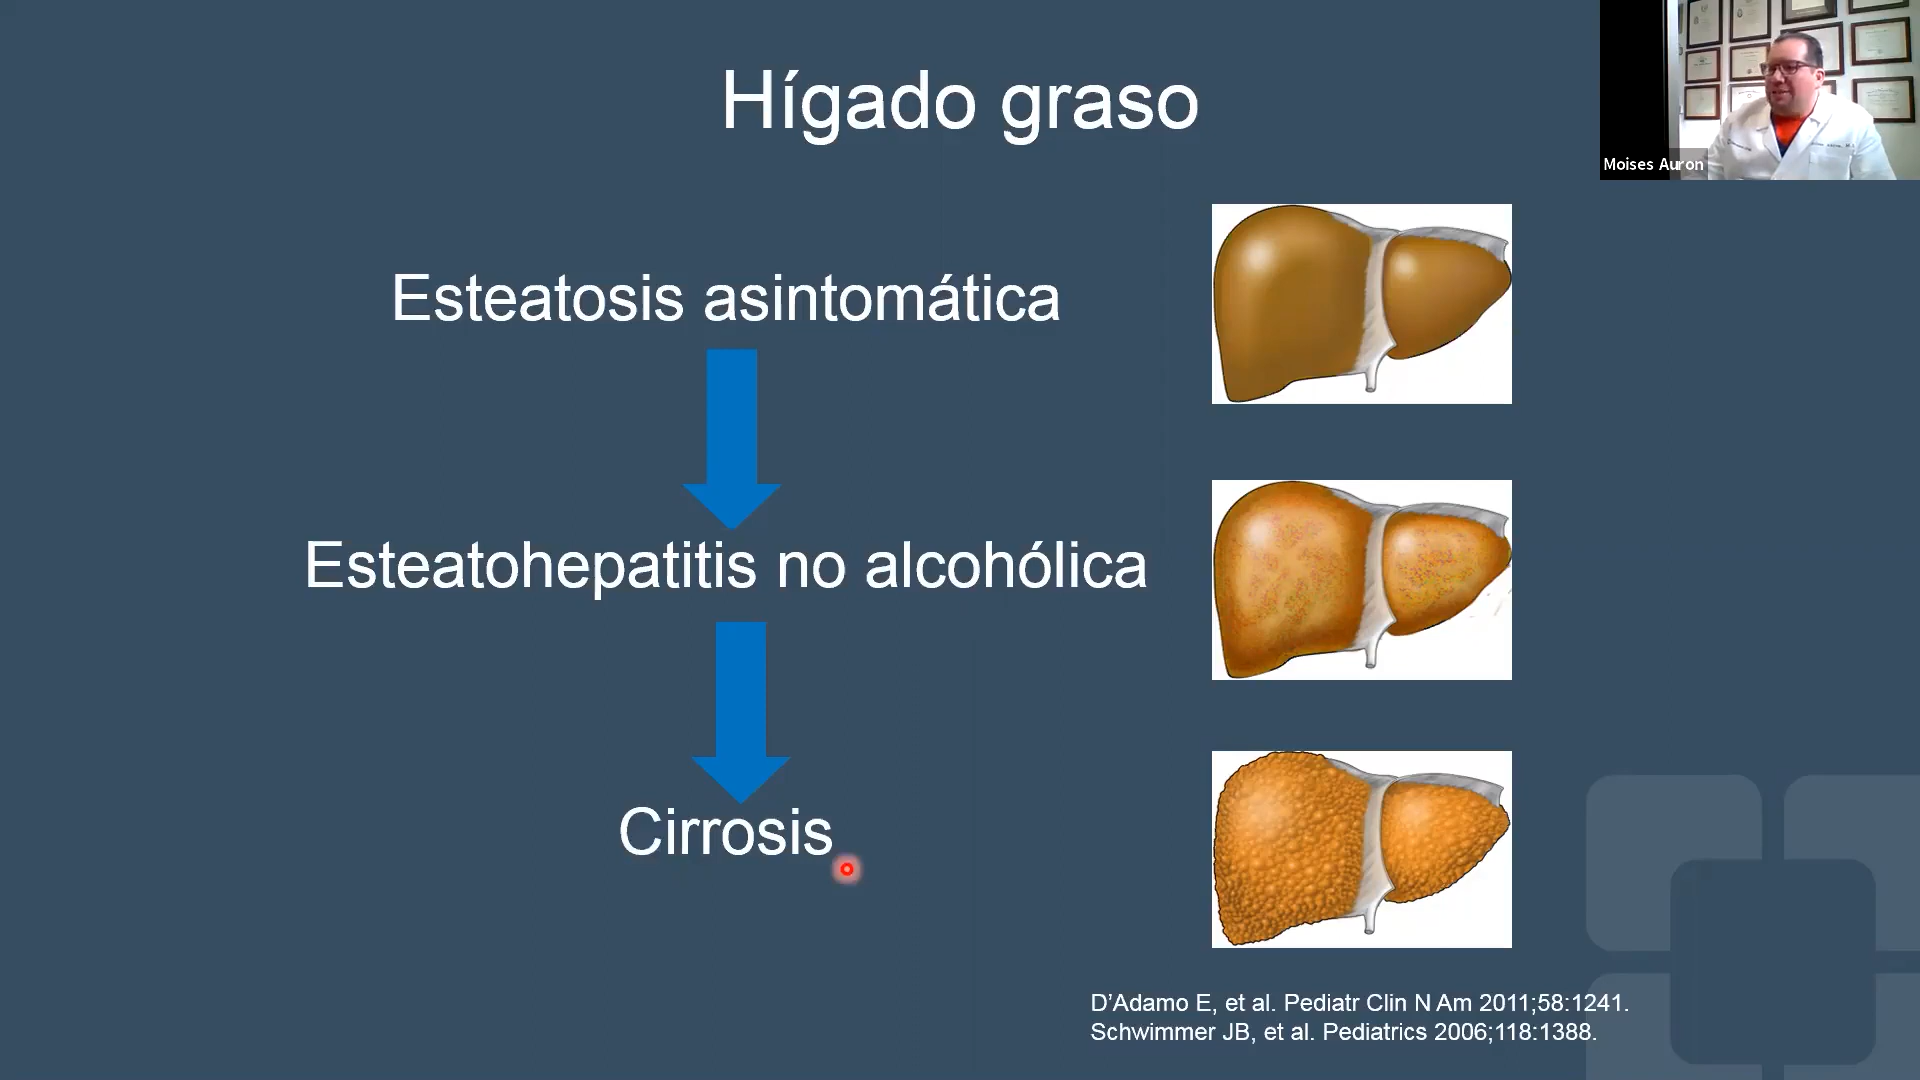 Hígado graso
Moises Auron
Esteatosis asintomática
Esteatohepatitis no alcohólica
Cirrosis
D’Adamo E, et al. Pediatr Clin N Am 2011;58:1241.
Schwimmer JB, et al. Pediatrics 2006;118:1388.